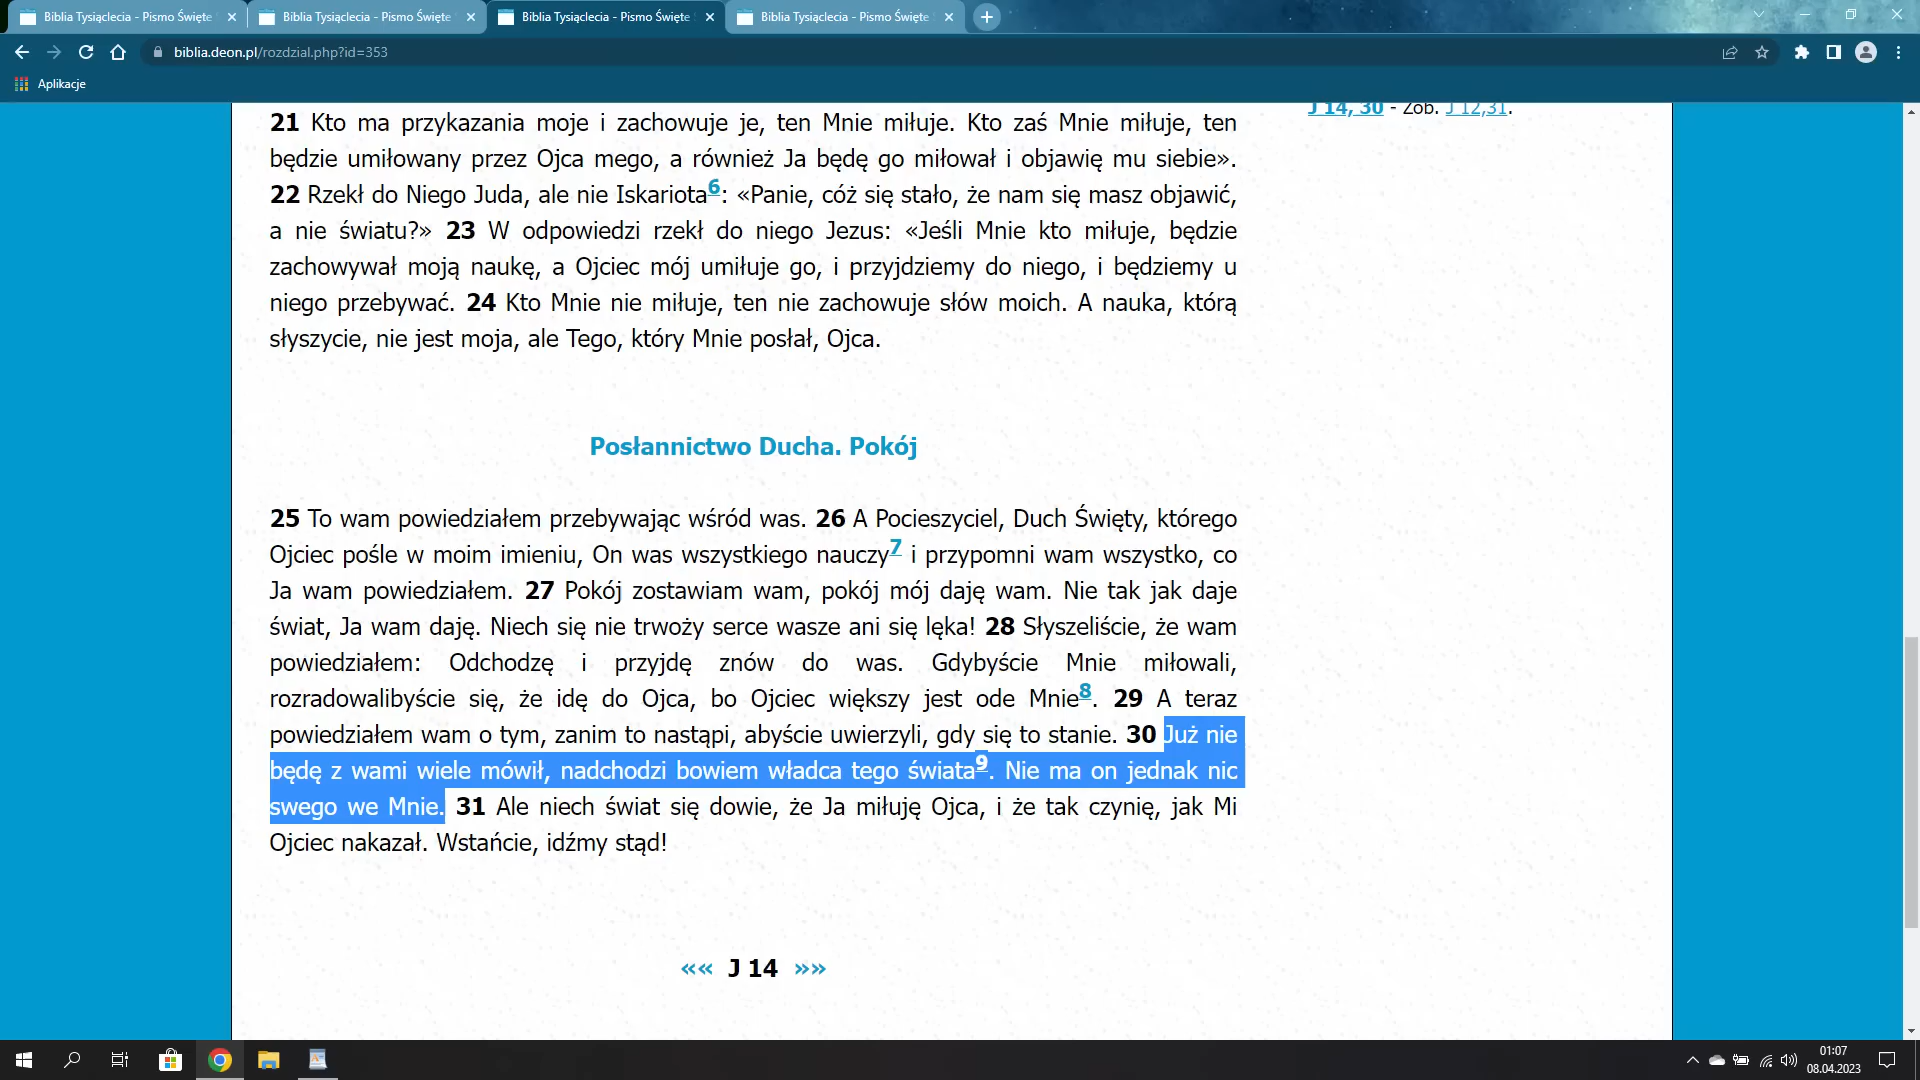 Biblia Tysiąclecia - Pismo Święte
Biblia Tysiąclecia - Pismo Święte
Biblia Tysiąclecia - Pismo Święte
Biblia Tysiąclecia - Pismo Święte
biblia.deon.pl/rozdzial.php?id=353
Aplikacje
J 14, 30 - Zob. J 12,31.
21 Kto ma przykazania moje i zachowuje je, ten Mnie miłuje. Kto zaś Mnie miłuje, ten
będzie umiłowany przez Ojca mego, a również Ja będę go miłował i objawię mu siebie».
22 Rzekł do Niego Juda, ale nie Iskariota6: «Panie, cóż się stało, że nam się masz objawić,
a nie światu?» 23 W odpowiedzi rzekł do niego Jezus: «Jeśli Mnie kto miłuje, będzie
zachowywał moją naukę, a Ojciec mój umiłuje go, i przyjdziemy do niego, i będziemy u
niego przebywać. 24 Kto Mnie nie miłuje, ten nie zachowuje słów moich. A nauka, którą
słyszycie, nie jest moja, ale Tego, który Mnie posłał, Ojca.
Posłannictwo Ducha. Pokój
25 To wam powiedziałem przebywając wśród was. 26 A Pocieszyciel, Duch Święty, którego
Ojciec pośle w moim imieniu, On was wszystkiego nauczy7 i przypomni wam wszystko, co
Ja wam powiedziałem. 27 Pokój zostawiam wam, pokój mój daję wam. Nie tak jak daje
świat, Ja wam daję. Niech się nie trwoży serce wasze ani się lęka! 28 Słyszeliście, że wam
powiedziałem: Odchodzę i przyjdę znów do was. Gdybyście Mnie miłowali,
rozradowalibyście się, że idę do Ojca, bo Ojciec większy jest ode Mnie8. 29 A teraz
powiedziałem wam o tym, zanim to nastąpi, abyście uwierzyli, gdy się to stanie. 30 Już nie
będę z wami wiele mówił, nadchodzi bowiem władca tego świata9. Nie ma on jednak nic
swego we Mnie. 31 Ale niech świat się dowie, że Ja miłuję Ojca, i że tak czynię, jak Mi
Ojciec nakazał. Wstańcie, idźmy stąd!
«« J 14 »»
01:07
08.04.2023